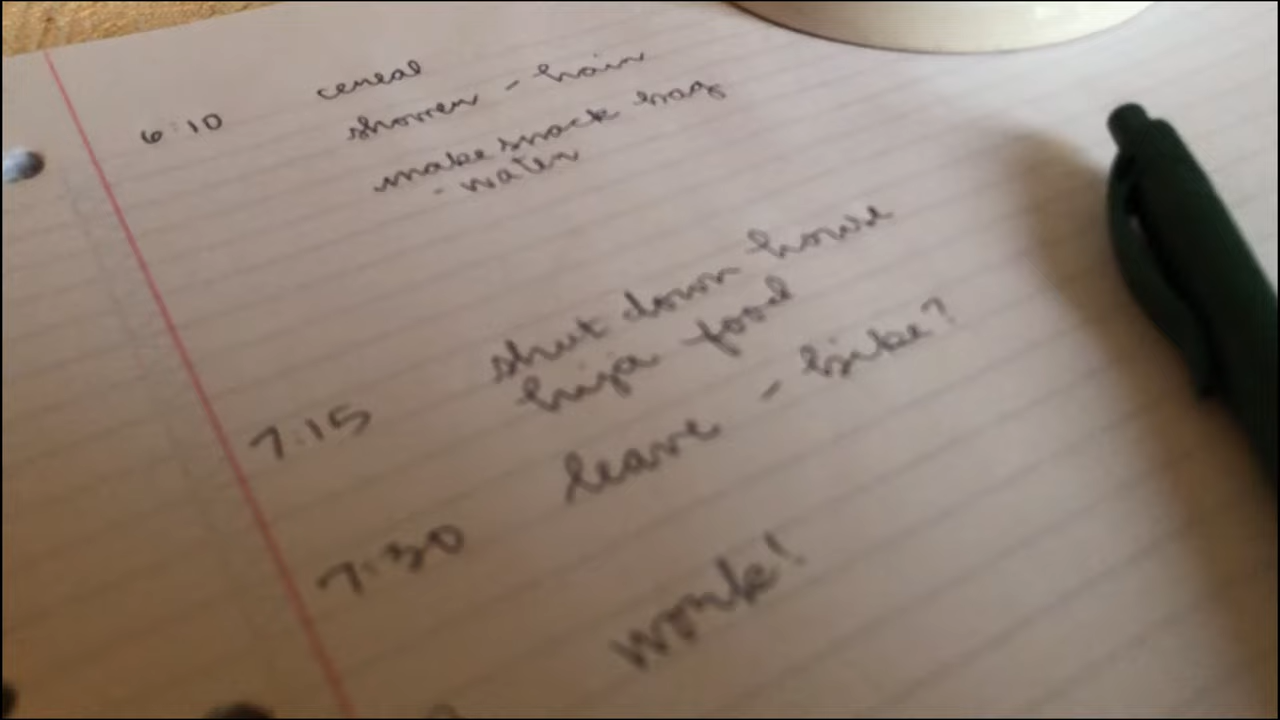 cereal
6:10 shower - hair
make snack bag
- water
shut down house
food
7:15 leave - bike?
7:30 work!